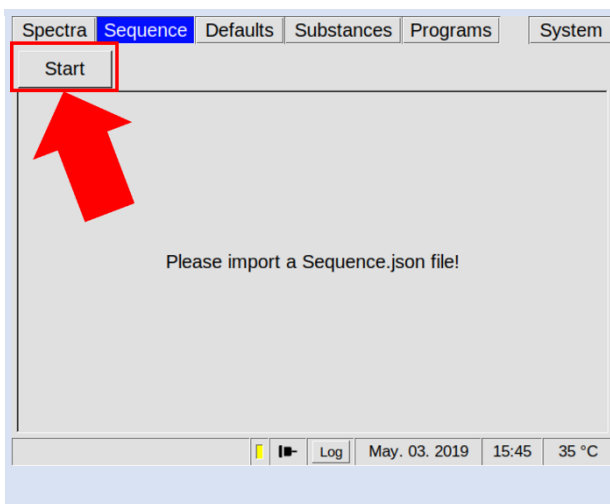 Spectra Sequence Defaults Substances Programs System
Start
Please import a Sequence.json file!
Log May. 03. 2019 15:45 35 °C